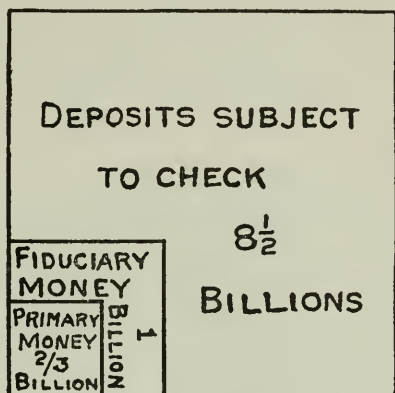 DEPOSITS SUBJECT
TO CHECK
8½
BILLIONS
FIDUCIARY
MONEY
1
BILLION
PRIMARY
MONEY
2/3
BILLION